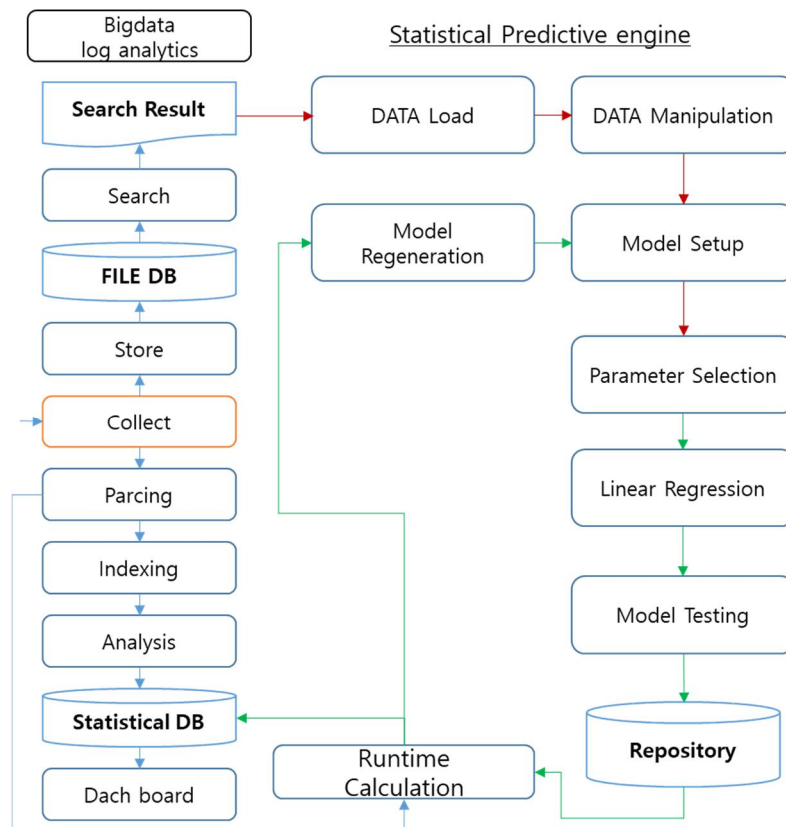 Bigdata
log analytics
Statistical Predictive engine
Search Result
DATA Load
DATA Manipulation
Search
Model
Regeneration
Model Setup
FILE DB
Store
Parameter Selection
Collect
Parcing
Linear Regression
Indexing
Analysis
Model Testing
Statistical DB
Repository
Runtime
Calculation
Dach board